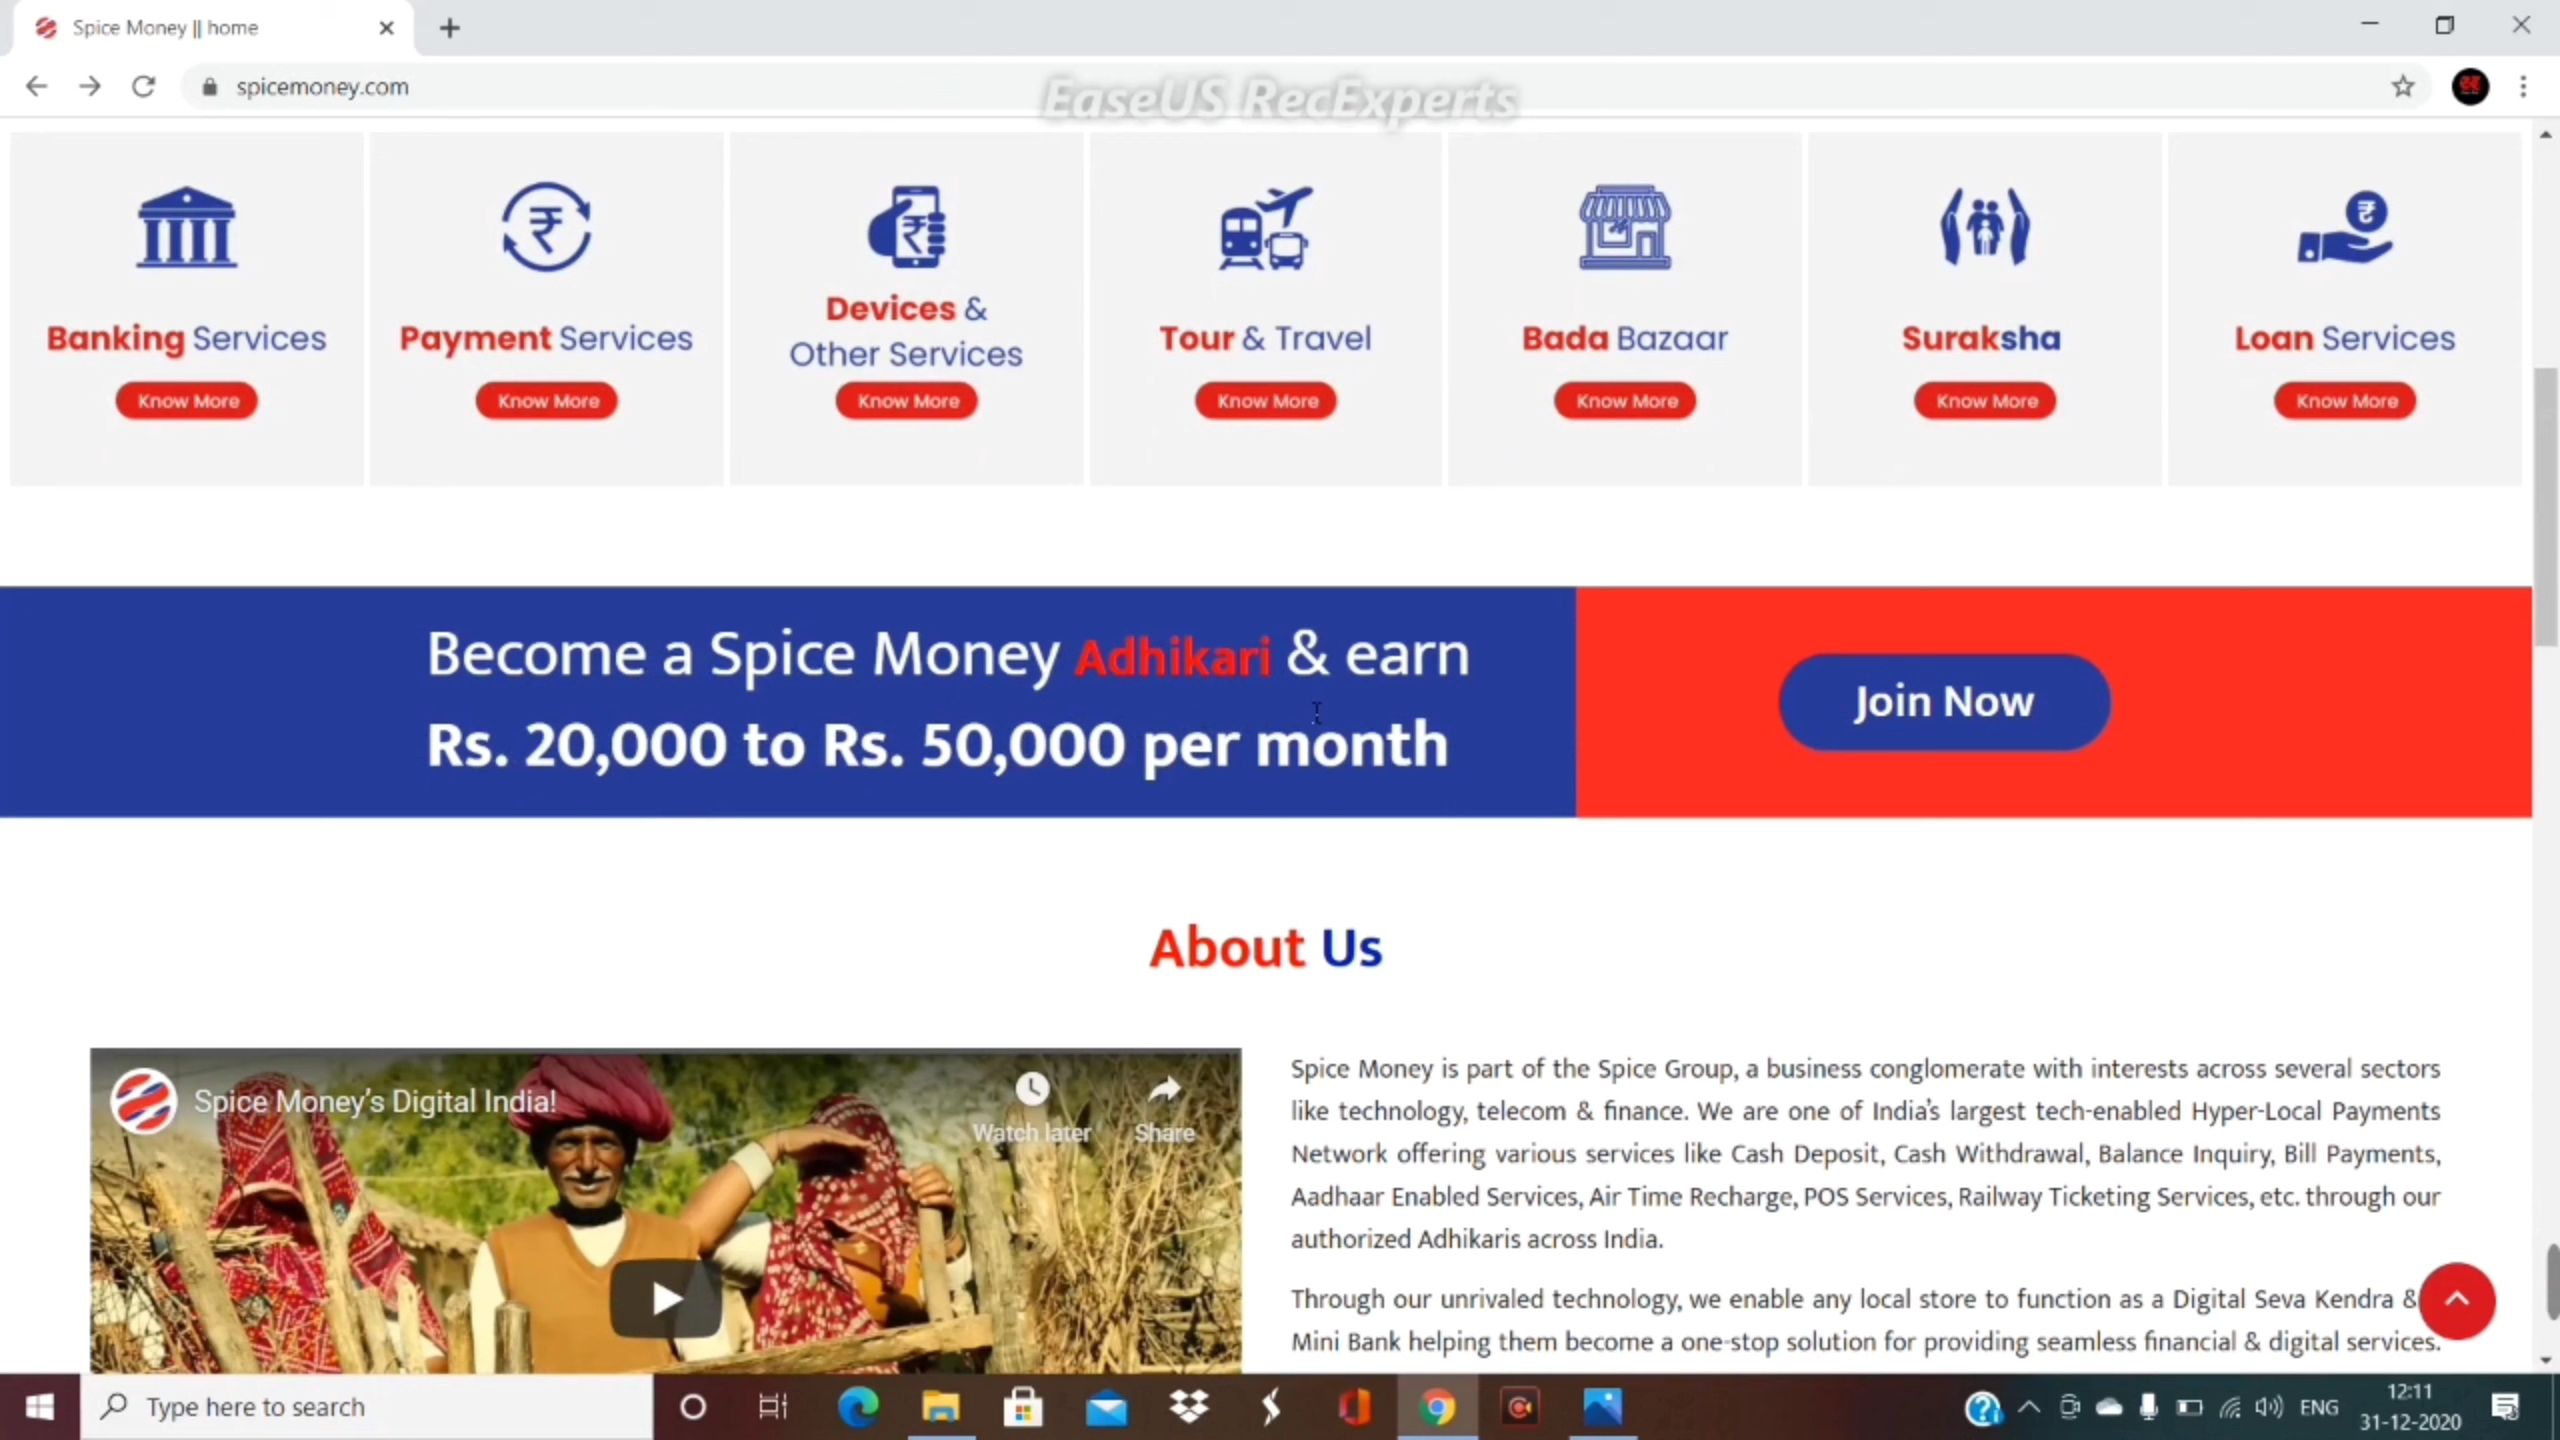 Spice Money || home
spicemoney.com
EaseUS RecExperts
Banking Services
Know More
Payment Services
Know More
Devices &
Other Services
Know More
Tour & Travel
Know More
Bada Bazaar
Know More
Suraksha
Know More
Loan Services
Know More
Become a Spice Money Adhikari & earn
Rs. 20,000 to Rs. 50,000 per month
Join Now
About Us
Spice Money's Digital India!
Watch later
Share
Spice Money is part of the Spice Group, a business conglomerate with interests across several sectors
like technology, telecom & finance. We are one of India's largest tech-enabled Hyper-Local Payments
Network offering various services like Cash Deposit, Cash Withdrawal, Balance Inquiry, Bill Payments,
Aadhaar Enabled Services, Air Time Recharge, POS Services, Railway Ticketing Services, etc. through our
authorized Adhikaris across India.
Through our unrivaled technology, we enable any local store to function as a Digital Seva Kendra &
Mini Bank helping them become a one-stop solution for providing seamless financial & digital services.
Type here to search
ENG
12:11
31-12-2020